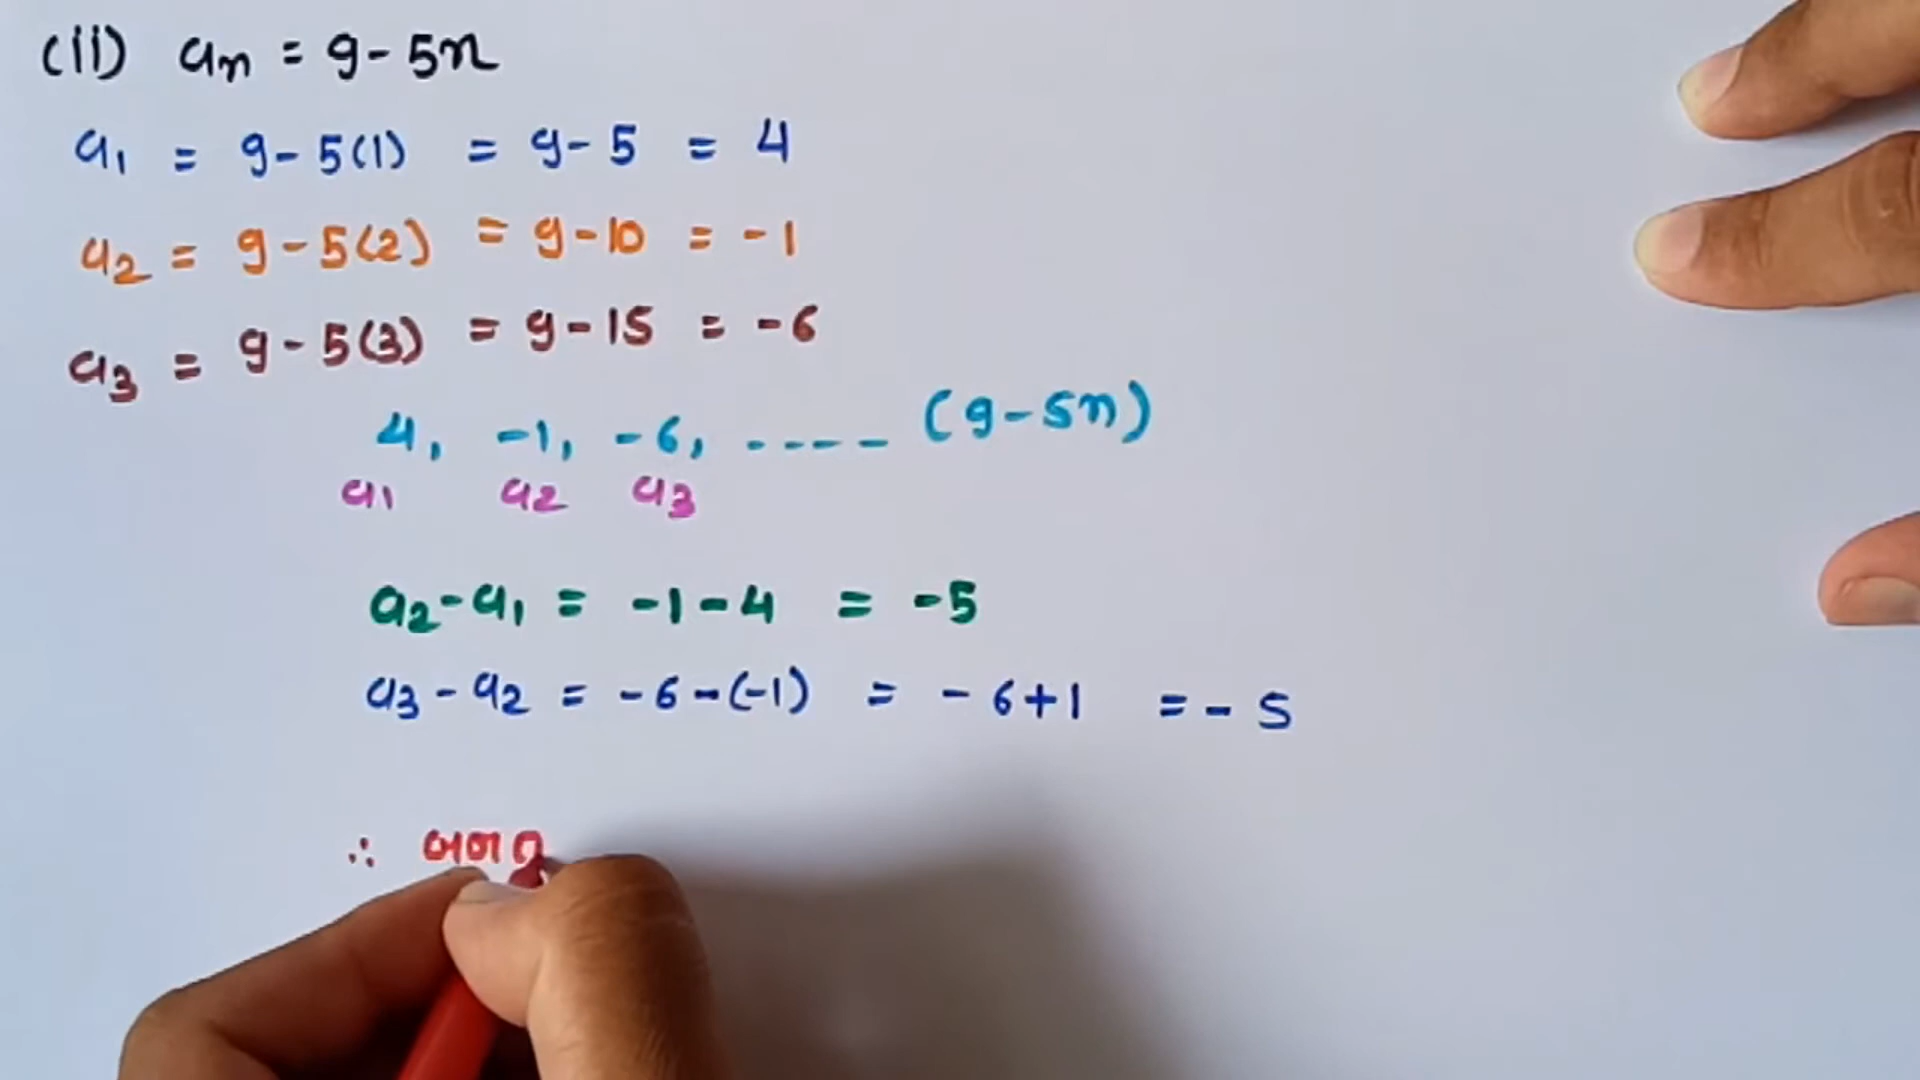 (ii) an = 9-5n
a1 = 9-5(1) = 9-5 = 4
a2 = 9-5(2) = 9-10 = -1
a3 = 9-5(3) = 9-15 = -6
4, -1, -6, ---- (9-5n)
a1 a2 a3
a2-a1 = -1-4 = -5
a3-a2 = -6-(-1) = -6+1 = -5
∴